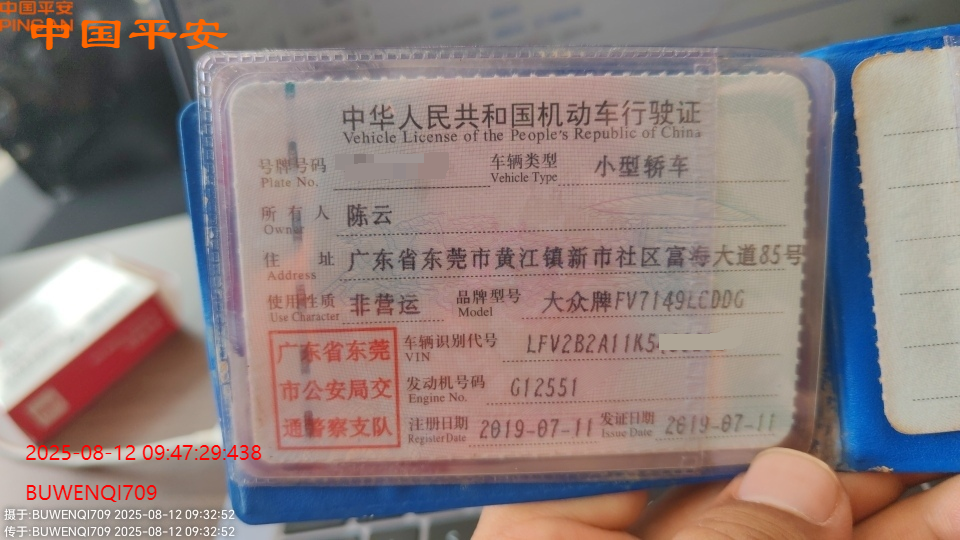 中国平安
PINGAN
中国平安
中华人民共和国机动车行驶证
Vehicle License of the People's Republic of China
号牌号码
Plate No.
车辆类型 小型轿车
Vehicle Type
所有人 陈云
Owner
住址 广东省东莞市黄江镇新市社区富海大道85号
Address
使用性质 非营运 品牌型号 大众牌FV7149LCDDG
Use Character Model
广东省东莞
市公安局交
通警察支队
车辆识别代号 LFV2B2A11K5
VIN
发动机号码 G12551
Engine No.
注册日期 2019-07-11 发证日期 2019-07-11
Register Date Issue Date
2025-08-12 09:47:29:438
BUWENQI709
摄于:BUWENQI709 2025-08-12 09:32:52
传于:BUWENQI709 2025-08-12 09:32:52